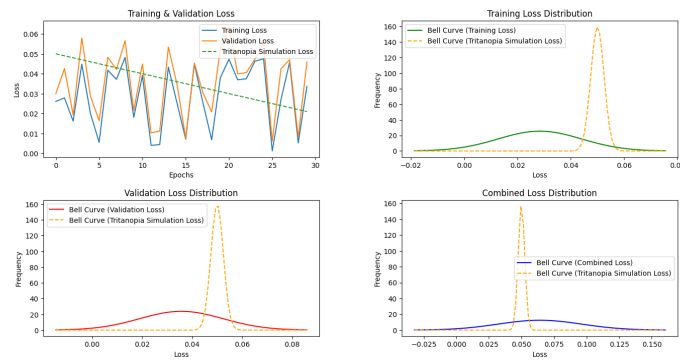 Training & Validation Loss
Training Loss
Validation Loss
Tritanopia Simulation Loss
Loss
0.06
0.05
0.04
0.03
0.02
0.01
0.00
0 5 10 15 20 25 30
Epochs
Training Loss Distribution
Bell Curve (Training Loss)
Bell Curve (Tritanopia Simulation Loss)
Frequency
160
140
120
100
80
60
40
20
0
−0.02 0.00 0.02 0.04 0.06 0.0
Loss
Validation Loss Distribution
Bell Curve (Validation Loss)
Bell Curve (Tritanopia Simulation Loss)
Frequency
160
140
120
100
80
60
40
20
0
0.00 0.02 0.04 0.06 0.08
Loss
Combined Loss Distribution
Bell Curve (Combined Loss)
Bell Curve (Tritanopia Simulation Loss)
Frequency
160
140
120
100
80
60
40
20
0
−0.025 0.000 0.025 0.050 0.075 0.100 0.125 0.150
Loss